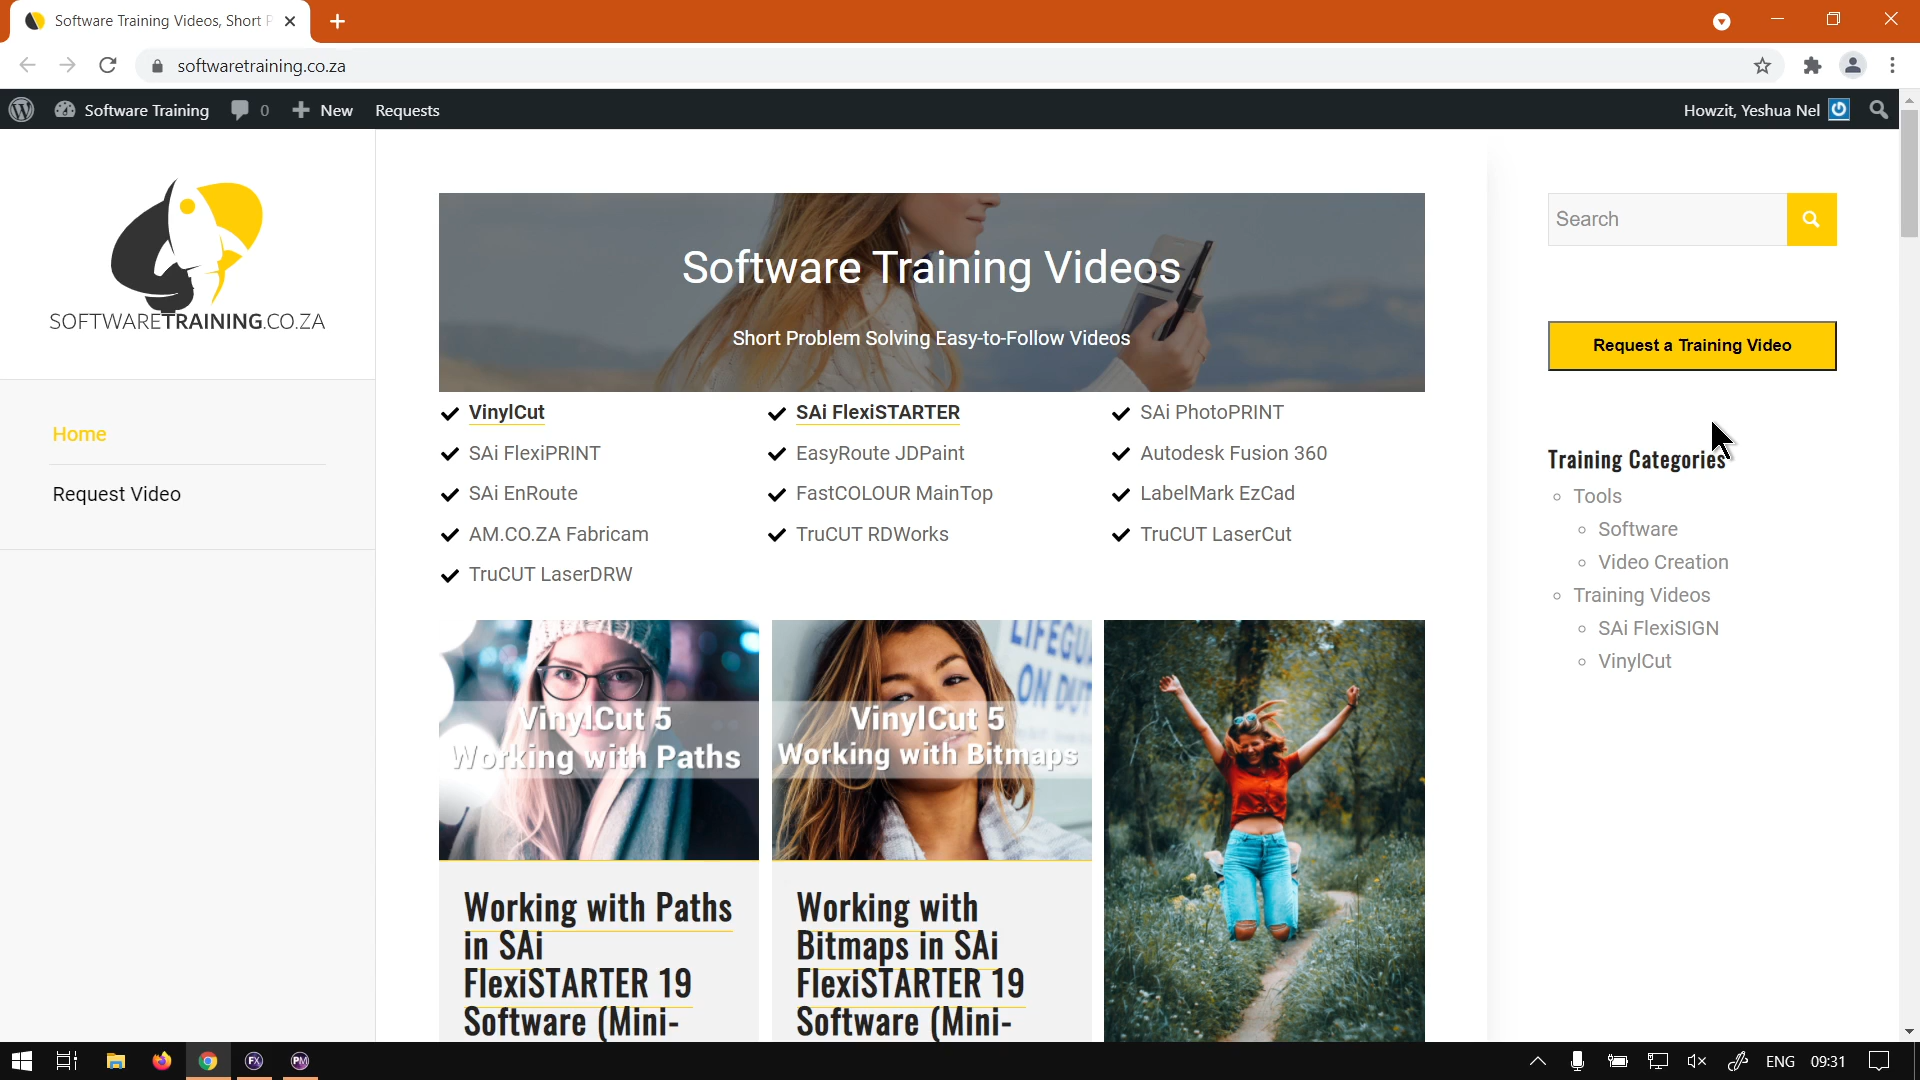 Software Training Videos, Short P
softwaretraining.co.za
Software Training
0
New
Requests
Howzit, Yeshua Nel
SOFTWARETRAINING.CO.ZA
Home
Request Video
Software Training Videos
Short Problem Solving Easy-to-Follow Videos
VinylCut
SAi FlexiSTARTER
SAi PhotoPRINT
SAi FlexiPRINT
EasyRoute JDPaint
Autodesk Fusion 360
SAi EnRoute
FastCOLOUR MainTop
LabelMark EzCad
AM.CO.ZA Fabricam
TruCUT RDWorks
TruCUT LaserCut
TruCUT LaserDRW
VinylCut 5
Working with Paths
LIFEGU
ON DUT
VinylCut 5
Working with Bitmaps
Working with Paths
in SAi
FlexiSTARTER 19
Software (Mini-
Working with
Bitmaps in SAi
FlexiSTARTER 19
Software (Mini-
Search
Request a Training Video
Training Categories
Tools
Software
Video Creation
Training Videos
SAi FlexiSIGN
VinylCut
FX
PM
ENG
09:31